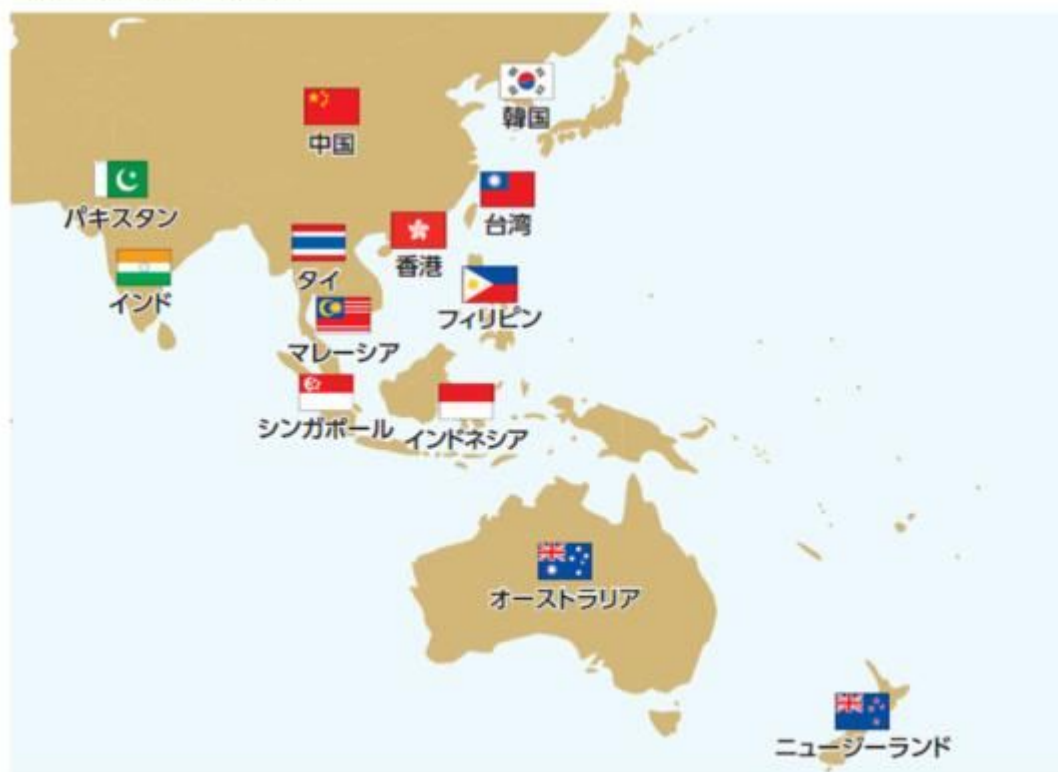 韓国
中国
パキスタン
台湾
香港
タイ
インド
フィリピン
マレーシア
シンガポール
インドネシア
オーストラリア
ニュージーランド